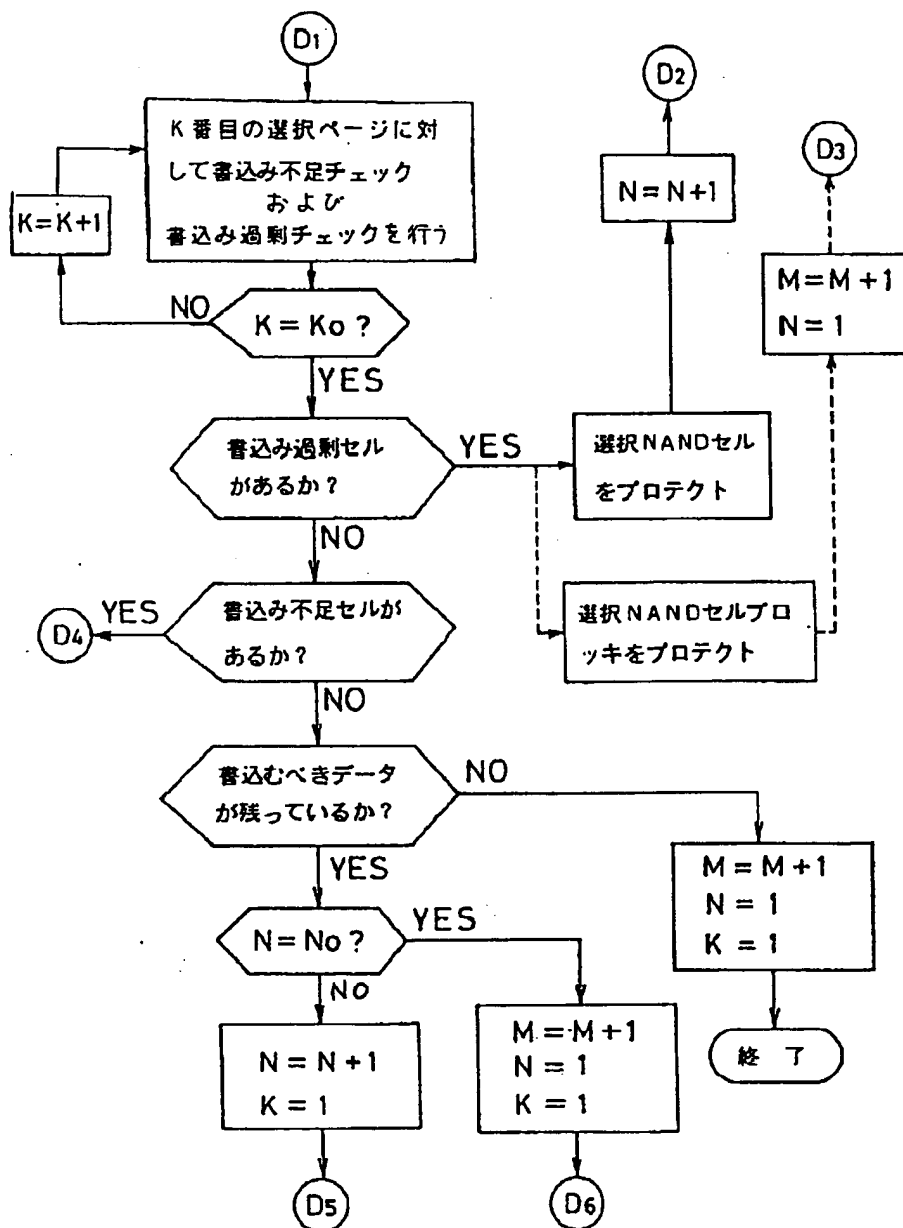 D1
D2
K番目の選択ページに対
して書込み不足チェック
および
書込み過剰チェックを行う
D3
N=N+1
K=K+1
M=M+1
N=1
NO
K=Ko?
YES
書込み過剰セル
があるか?
YES
選択NANDセル
をプロテクト
NO
書込み不足セルが
あるか?
YES
D4
選択NANDセルブロ
ッキをプロテクト
NO
書込むべきデータ
が残っているか?
NO
YES
M=M+1
N=1
K=1
N=No?
YES
NO
終了
N=N+1
K=1
M=M+1
N=1
K=1
D5
D6